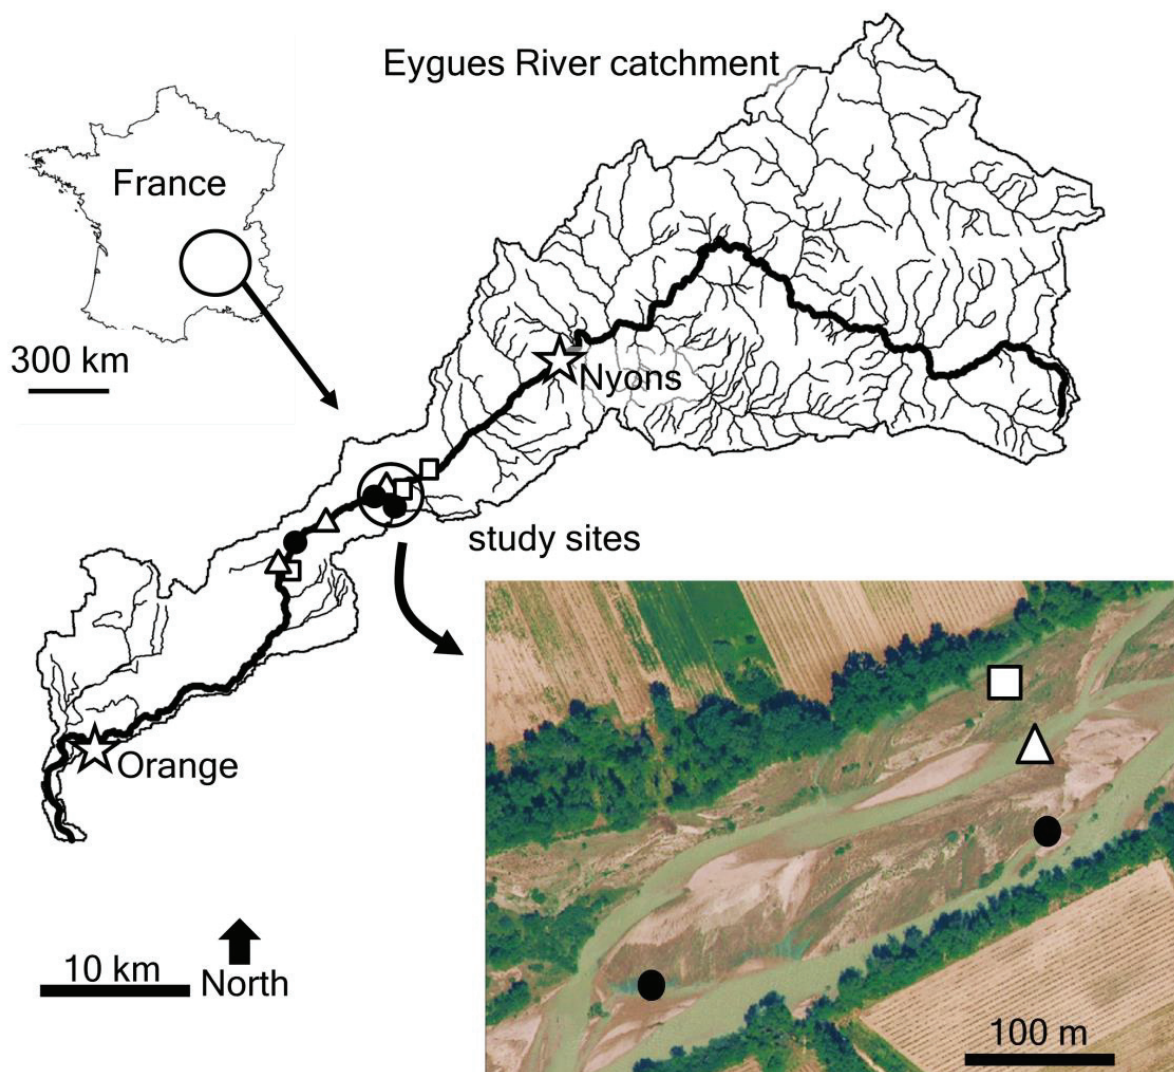 Eygues River catchment
France
300 km
Nyons
study sites
Orange
10 km
North
100 m